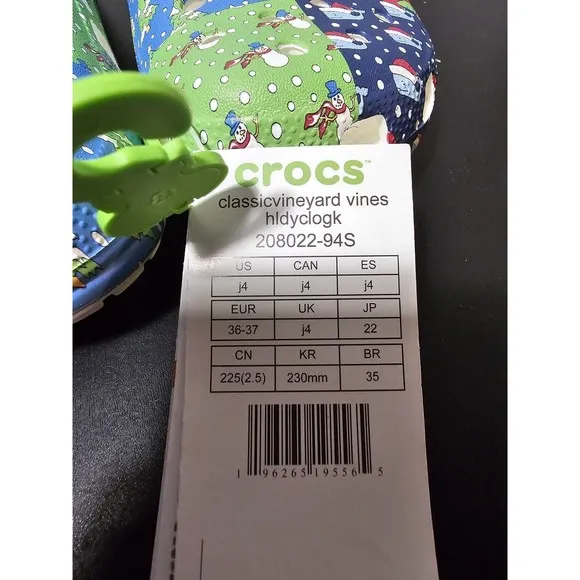 crocs™
classicvineyard vines
hldyclogk
208022-94S
US CAN ES
j4 j4 j4
EUR UK JP
36-37 j4 22
CN KR BR
225(2.5) 230mm 35
1 96265 19556 5